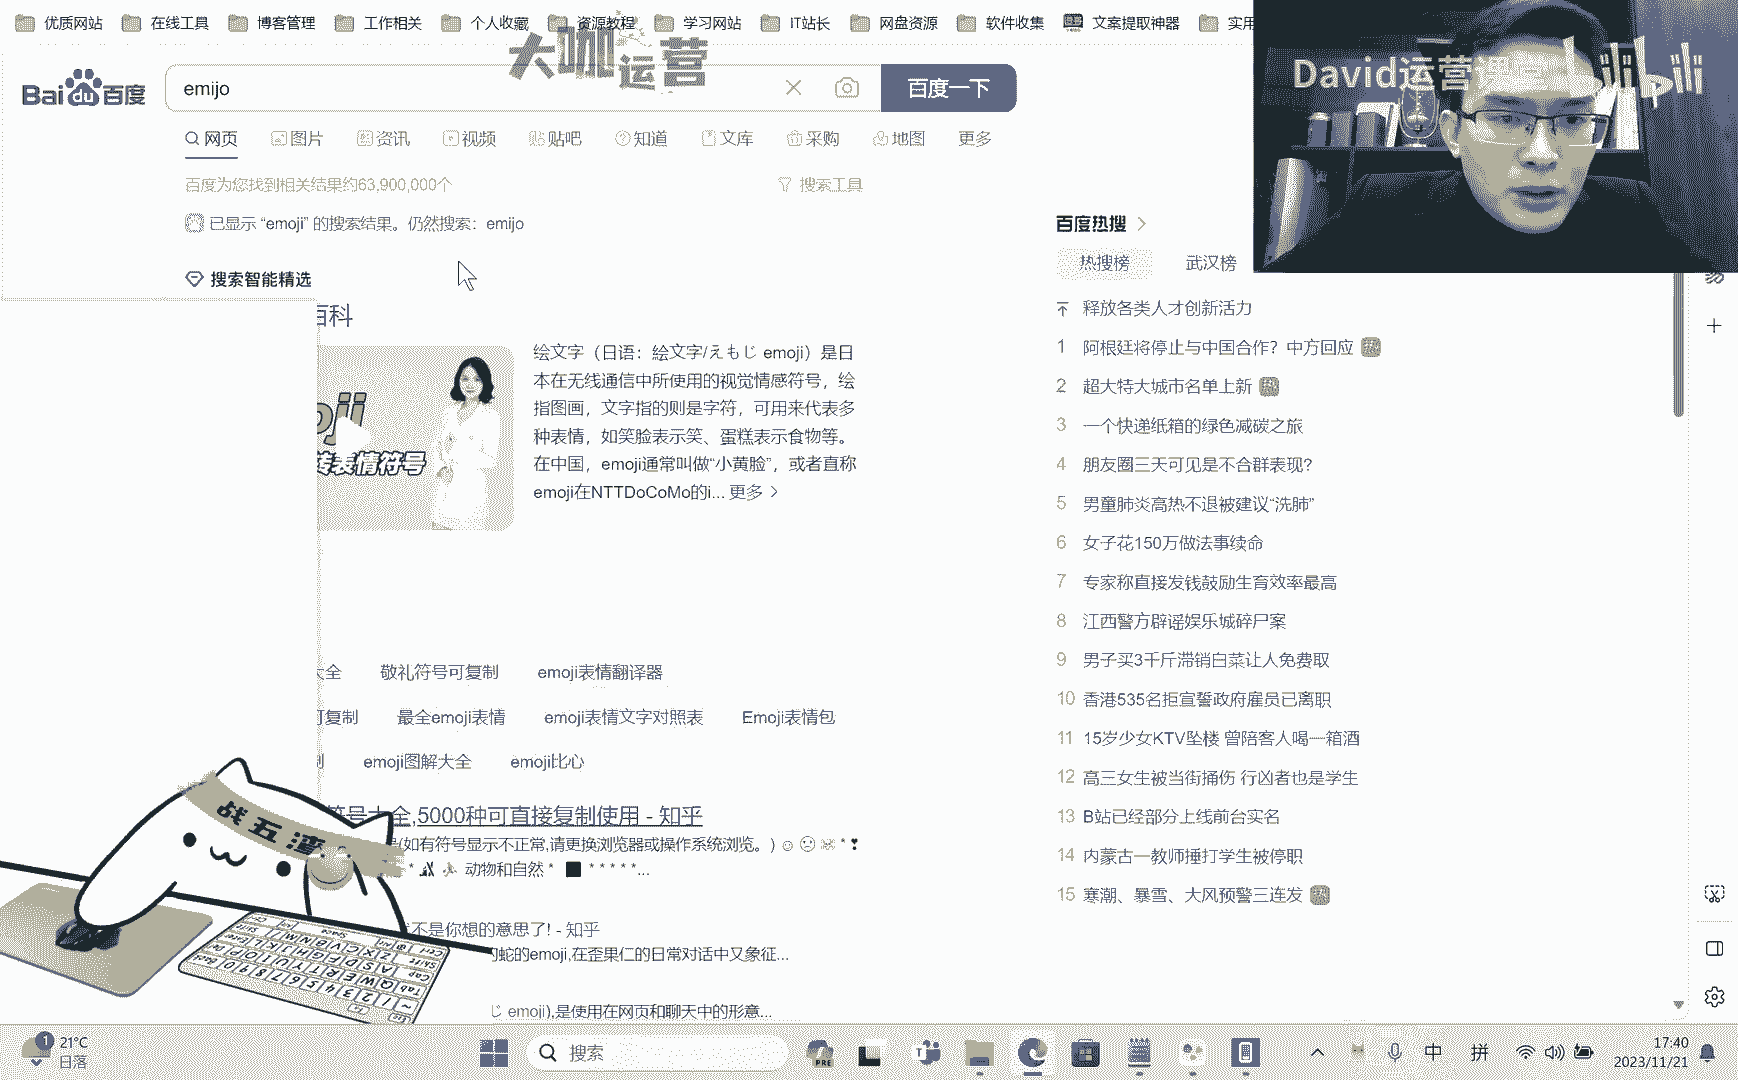 优质网站 在线工具 博客管理 工作相关 个人收藏 资源教程 学习网站 IT站长 网盘资源 软件收集 文案提取神器 实用
大咖运营
David运营课堂 bilibili
Baidu百度 emijo 百度一下
网页 图片 资讯 视频 贴吧 知道 文库 采购 地图 更多
百度为您找到相关结果约63,900,000个 搜索工具
已显示 “emoji” 的搜索结果。仍然搜索：emijo
搜索智能精选
百科
绘文字（日语：绘文字/えもじ emoji）是日
本在无线通信中所使用的视觉情感符号，绘
指图画，文字指的则是字符，可用来代表多
种表情，如笑脸表示笑、蛋糕表示食物等。
在中国，emoji通常叫做“小黄脸”，或者直称
emoji在NTTDoCoMo的i... 更多
oji
表情符号
大全 敬礼符号可复制 emoji表情翻译器
可复制 最全emoji表情 emoji表情文字对照表 Emoji表情包
emoji图解大全 emoji比心
符号大全,5000种可直接复制使用 - 知乎
(如有符号显示不正常,请更换浏览器或操作系统浏览。) ☺ ☹ * ❣
* 动物和自然 * ■ * * * * *...
不是你想的意思了! - 知乎
的蛇的emoji,在歪果仁的日常对话中又象征...
じ emoji),是使用在网页和聊天中的形意...
百度热搜
热搜榜 武汉榜
释放各类人才创新活力
1 阿根廷将停止与中国合作？中方回应 热
2 超大特大城市名单上新 热
3 一个快递纸箱的绿色减碳之旅
4 朋友圈三天可见是不合群表现?
5 男童肺炎高热不退被建议“洗肺”
6 女子花150万做法事续命
7 专家称直接发钱鼓励生育效率最高
8 江西警方辟谣娱乐城碎尸案
9 男子买3千斤滞销白菜让人免费取
10 香港535名拒宣誓政府雇员已离职
11 15岁少女KTV坠楼 曾陪客人喝一箱酒
12 高三女生被当街捅伤 行凶者也是学生
13 B站已经部分上线前台实名
14 内蒙古一教师捶打学生被停职
15 寒潮、暴雪、大风预警三连发 热
战五渣
1 21°C
日落
搜索
PRE
中 拼
17:40
2023/11/21